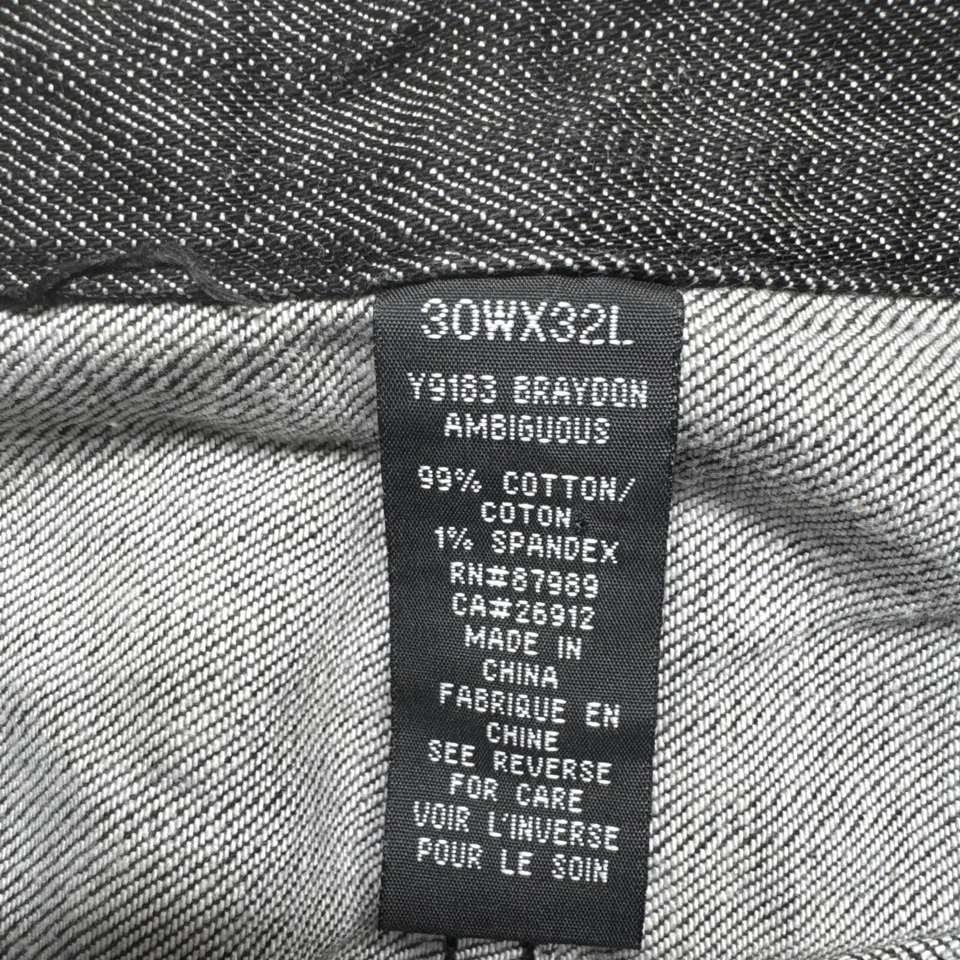 30WX32L
Y9183 BRAYDON
AMBIGUOUS
99% COTTON/
COTON
1% SPANDEX
RN#87989
CA#26912
MADE IN
CHINA
FABRIQUE EN
CHINE
SEE REVERSE
FOR CARE
VOIR L'INVERSE
POUR LE SOIN